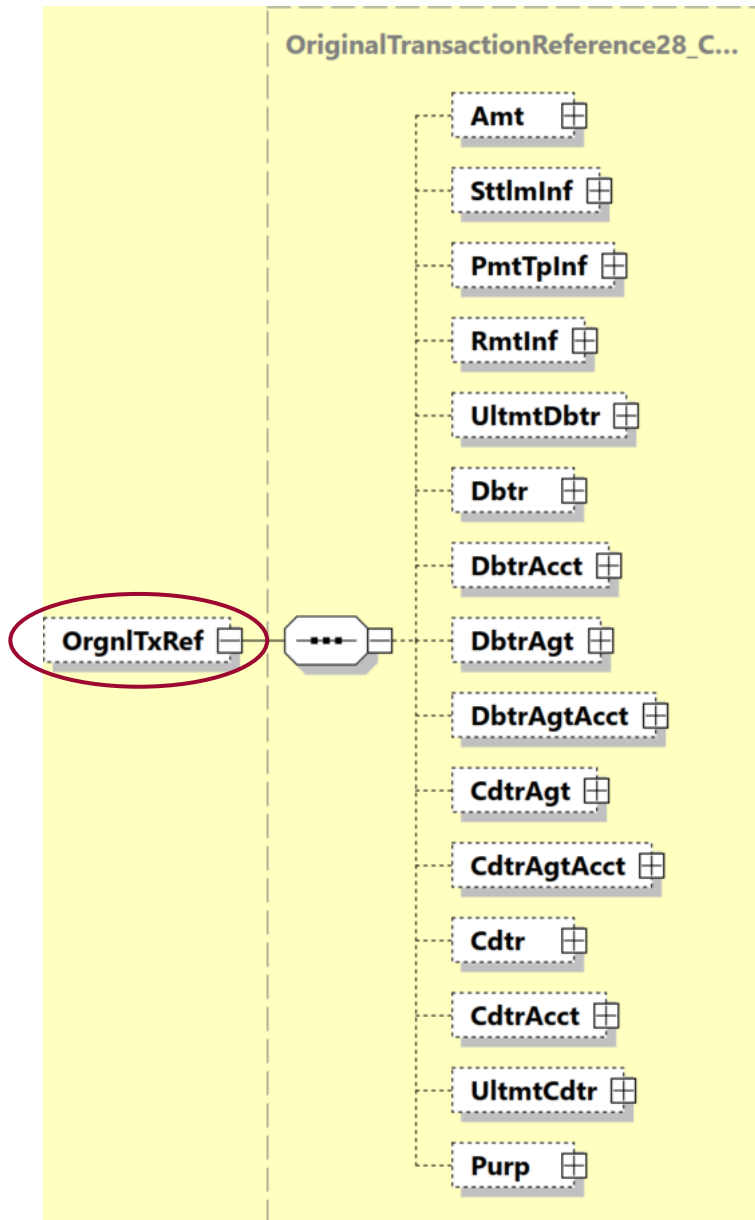 OriginalTransactionReference28_C...
Amt
SttlmInf
PmtTpInf
RmtInf
UltmtDbtr
Dbtr
DbtrAcct
OrgnlTxRef
DbtrAgt
DbtrAgtAcct
CdtrAgt
CdtrAgtAcct
Cdtr
CdtrAcct
UltmtCdtr
Purp